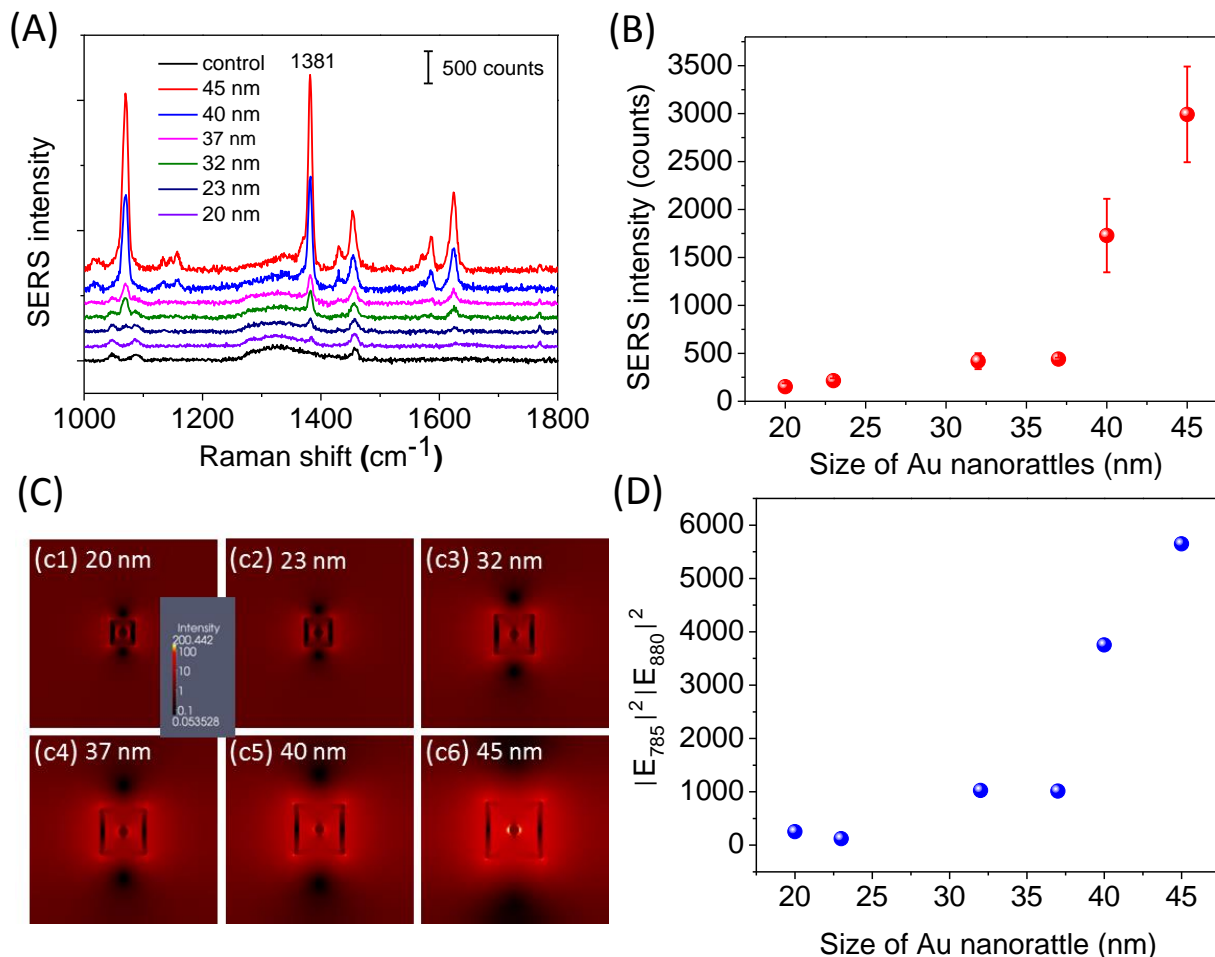 (A)
control
45 nm
40 nm
37 nm
32 nm
23 nm
20 nm
1381
500 counts
SERS intensity
1000 1200 1400 1600 1800
Raman shift (cm-1)
(B)
SERS intensity (counts)
3500
3000
2500
2000
1500
1000
500
0
20 25 30 35 40 45
Size of Au nanorattles (nm)
(C)
(c1) 20 nm
(c2) 23 nm
(c3) 32 nm
Intensity
200.442
100
10
1
0.1
0.053528
(c4) 37 nm
(c5) 40 nm
(c6) 45 nm
(D)
|E785|2|E880|2
6000
5000
4000
3000
2000
1000
0
20 25 30 35 40 45
Size of Au nanorattle (nm)